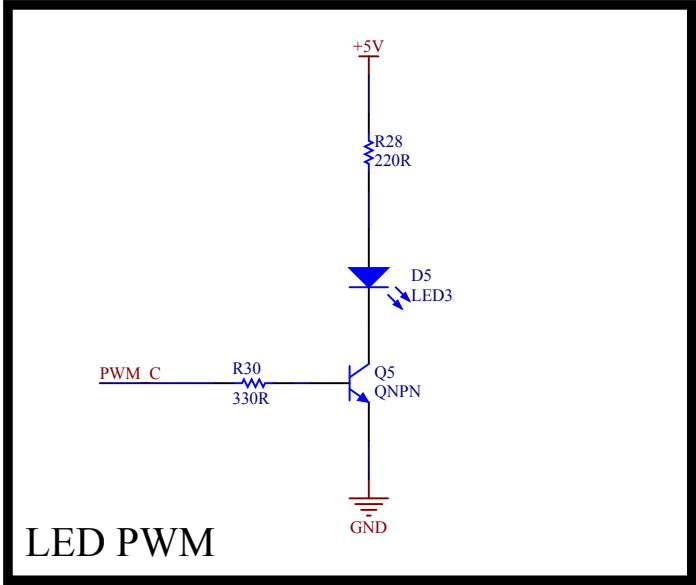 +5V
R28
220R
D5
LED3
PWM_C
R30
330R
Q5
QNPN
GND
LED PWM